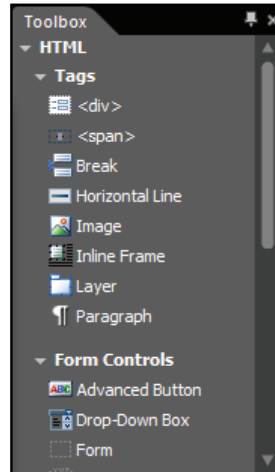 Toolbox
HTML
Tags
<div>
<span>
Break
Horizontal Line
Image
Inline Frame
Layer
Paragraph
Form Controls
ABC Advanced Button
Drop-Down Box
Form